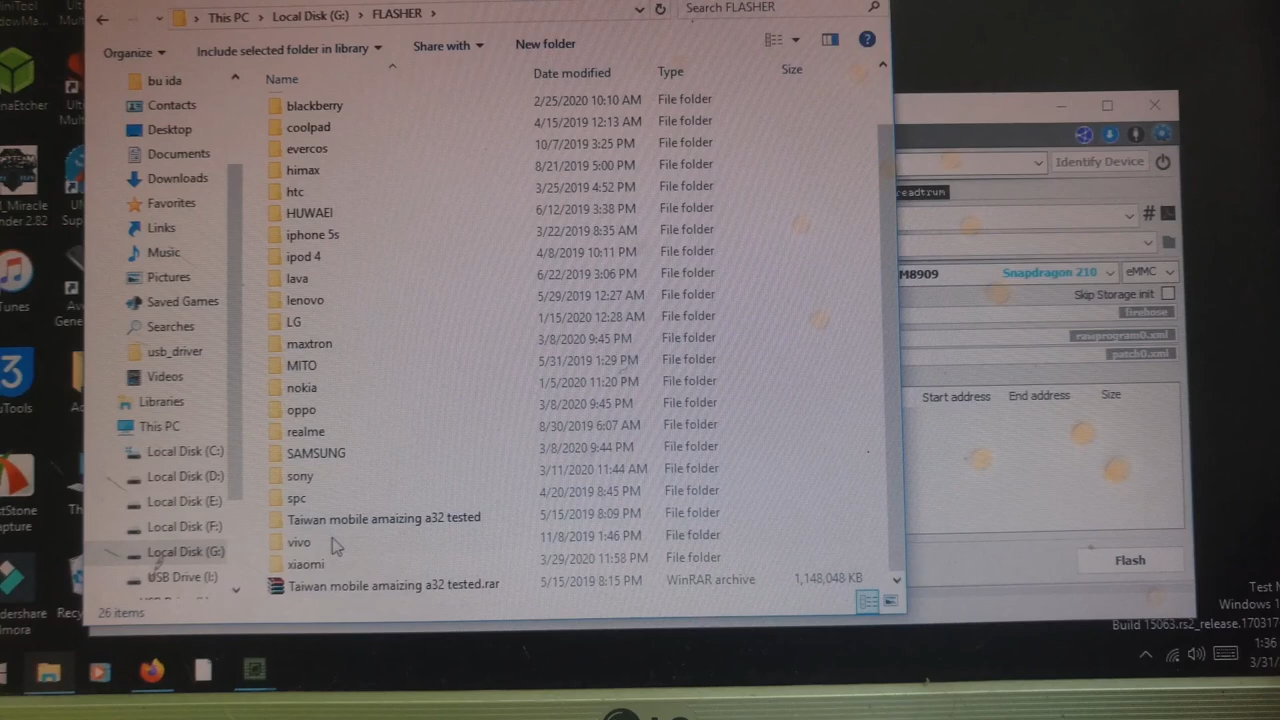 This PC > Local Disk (G:) > FLASHER >
Search FLASHER
Organize
Include selected folder in library
Share with
New folder
Name
Date modified
Type
Size
bu ida
Contacts
Desktop
Documents
Downloads
Favorites
Links
Music
Pictures
Saved Games
Searches
usb_driver
Videos
Libraries
This PC
Local Disk (C:)
Local Disk (D:)
Local Disk (E:)
Local Disk (F:)
Local Disk (G:)
USB Drive (I:)
blackberry 2/25/2020 10:10 AM File folder
coolpad 4/15/2019 12:13 AM File folder
evercos 10/7/2019 3:25 PM File folder
himax 8/21/2019 5:00 PM File folder
htc 3/25/2019 4:52 PM File folder
HUWAEI 6/12/2019 3:38 PM File folder
iphone 5s 3/22/2019 8:35 AM File folder
ipod 4 4/8/2019 10:11 PM File folder
lava 6/22/2019 3:06 PM File folder
lenovo 5/29/2019 12:27 AM File folder
LG 1/15/2019 12:28 AM File folder
maxtron 3/8/2020 9:45 PM File folder
MITO 5/31/2019 1:29 PM File folder
nokia 1/5/2020 11:20 PM File folder
oppo 3/8/2020 9:45 PM File folder
realme 8/30/2019 6:07 AM File folder
SAMSUNG 3/8/2020 9:44 PM File folder
sony 3/11/2020 11:44 AM File folder
spc 4/20/2019 8:45 PM File folder
Taiwan mobile amaizing a32 tested 5/15/2019 8:09 PM File folder
vivo 11/8/2019 1:46 PM File folder
xiaomi 3/29/2020 11:58 PM File folder
Taiwan mobile amaizing a32 tested.rar 5/15/2019 8:15 PM WinRAR archive 1,148,048 KB
26 items
Identify Device
readtrum
#
M8909 Snapdragon 210 eMMC
Skip Storage init
firehose
rawprogram0.xml
patch0.xml
Start address End address Size
Flash
Test M
Windows 1
Build 15063.rs2_release.170317
1:36
3/31/